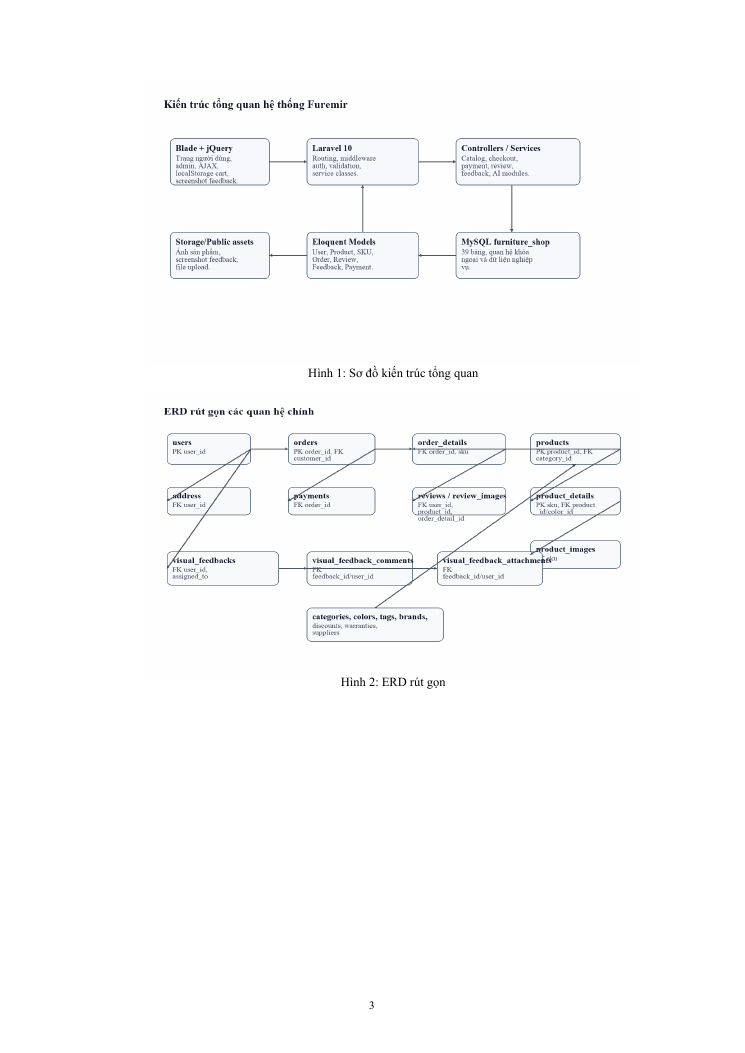 Kiến trúc tổng quan hệ thống Furemir
Blade + jQuery
Trang người dùng,
admin, AJAX,
localStorage cart,
screenshot feedback.
Laravel 10
Routing, middleware
auth, validation,
service classes.
Controllers / Services
Catalog, checkout,
payment, review,
feedback, AI modules.
Storage/Public assets
Ảnh sản phẩm,
screenshot feedback,
file upload.
Eloquent Models
User, Product, SKU,
Order, Review,
Feedback, Payment.
MySQL furniture_shop
39 bảng, quan hệ khóa
ngoại và dữ liệu nghiệp
vụ.
Hình 1: Sơ đồ kiến trúc tổng quan
ERD rút gọn các quan hệ chính
users
PK user_id
orders
PK order_id, FK
customer_id
order_details
FK order_id, sku
products
PK product_id, FK
category_id
address
FK user_id
payments
FK order_id
reviews / review_images
FK user_id,
product_id,
order_detail_id
product_details
PK sku, FK product
_id/color_id
product_images
sku
visual_feedbacks
FK user_id,
assigned_to
visual_feedback_comments
FK
feedback_id/user_id
visual_feedback_attachments
FK
feedback_id/user_id
categories, colors, tags, brands,
discounts, warranties,
suppliers
Hình 2: ERD rút gọn
3